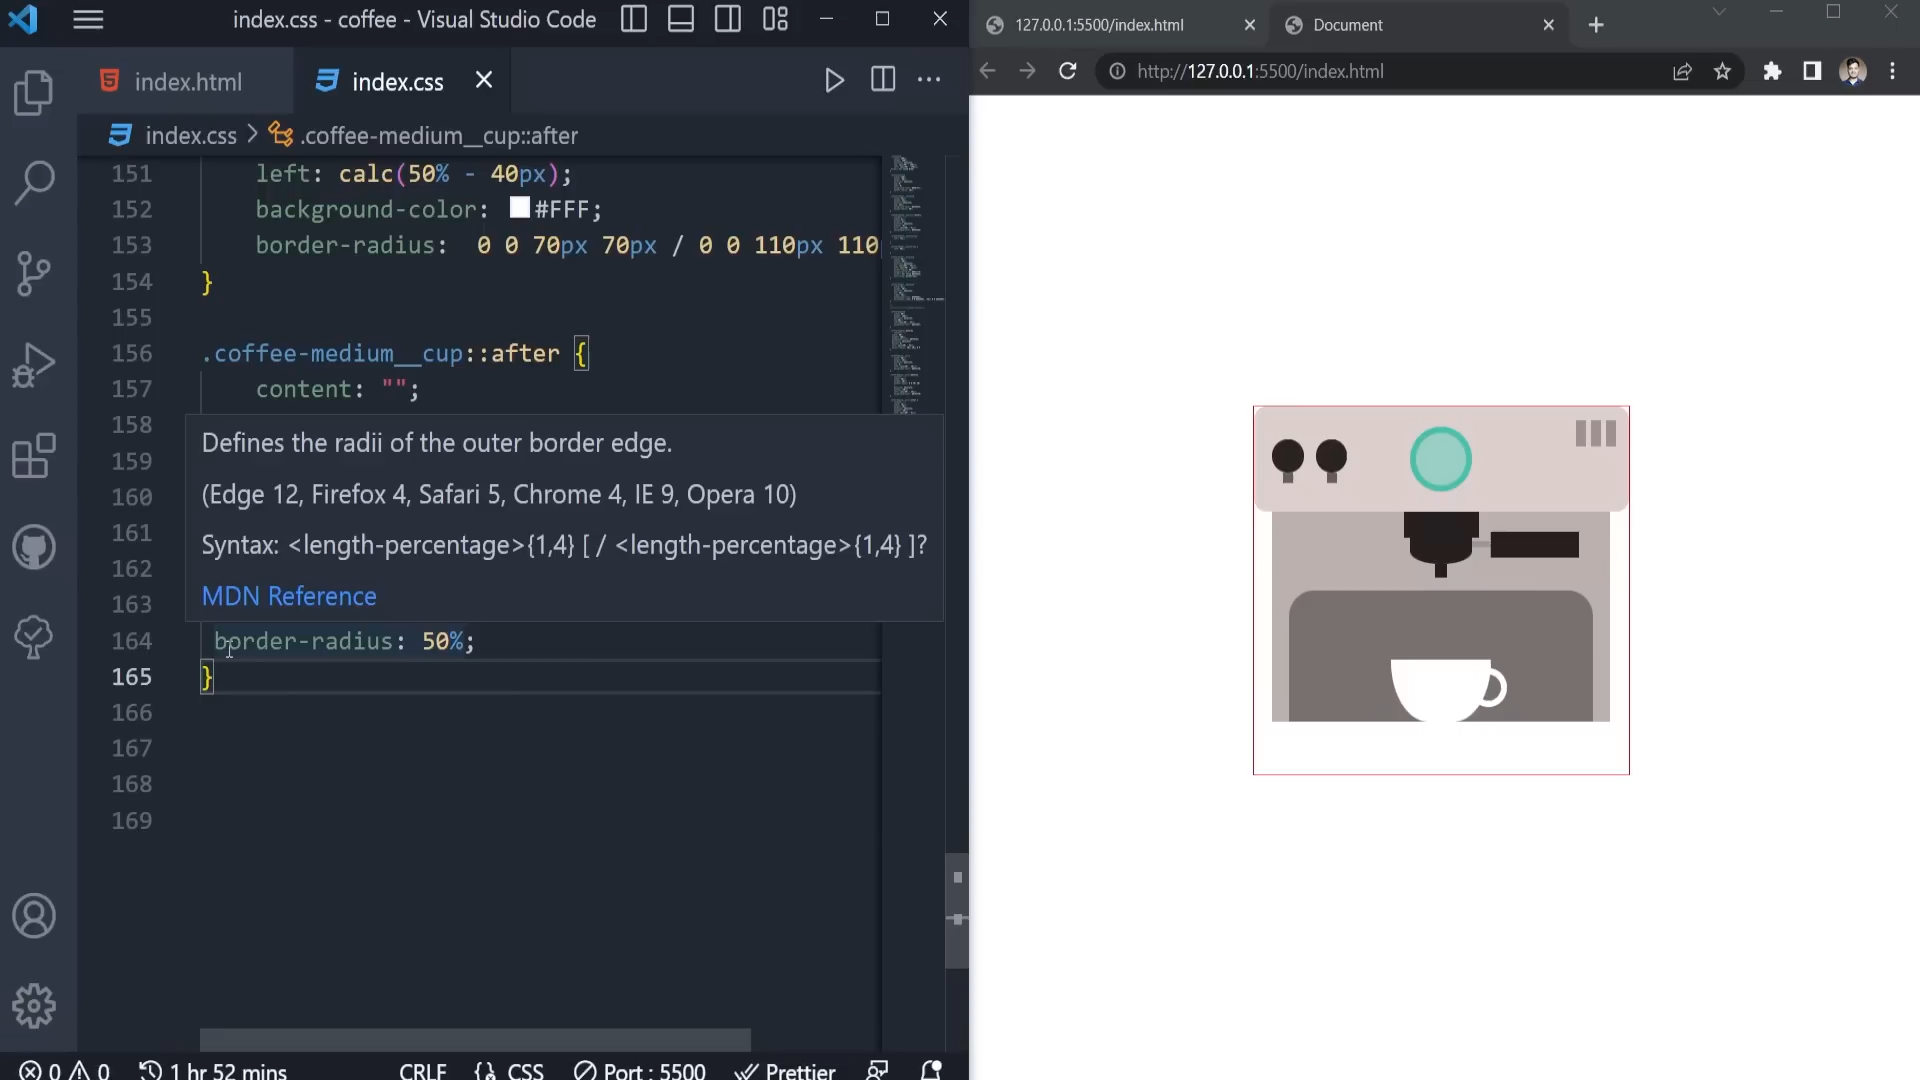 index.css - coffee - Visual Studio Code
index.html
index.css
index.css > .coffee-medium__cup::after
151 left: calc(50% - 40px);
152 background-color: #FFF;
153 border-radius: 0 0 70px 70px / 0 0 110px 110
154 }
155
156 .coffee-medium__cup::after {
157 content: "";
158
159
160
161
162
163
Defines the radii of the outer border edge.
(Edge 12, Firefox 4, Safari 5, Chrome 4, IE 9, Opera 10)
Syntax: <length-percentage>{1,4} [ / <length-percentage>{1,4} ]?
MDN Reference
164 border-radius: 50%;
165 }
166
167
168
169
0 0 1 hr 52 mins CRLF {} CSS Port : 5500 Prettier
127.0.0.1:5500/index.html
Document
http://127.0.0.1:5500/index.html